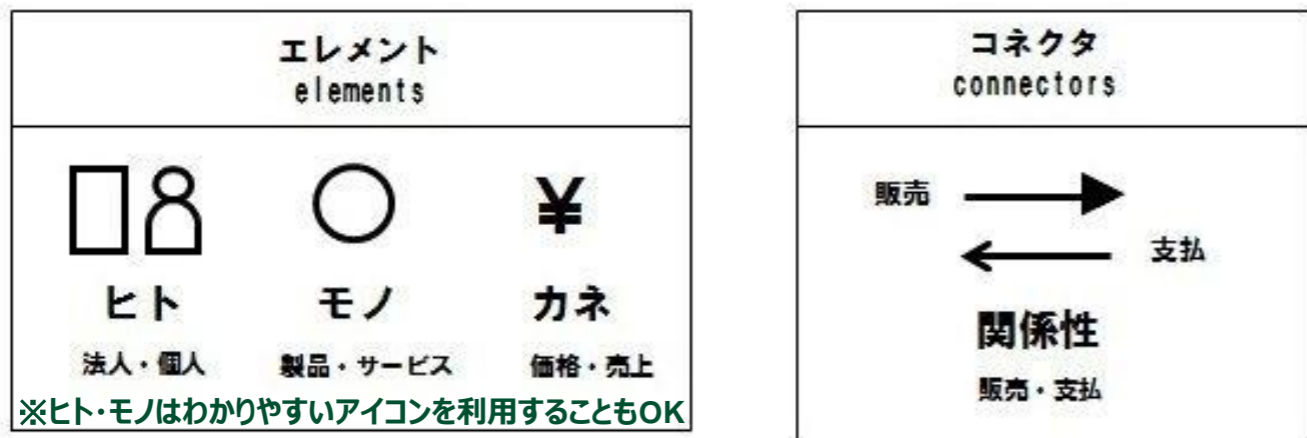 エレメント
elements
¥
ヒト
モノ
カネ
法人・個人
製品・サービス
価格・売上
※ヒト・モノはわかりやすいアイコンを利用することもOK
コネクタ
connectors
販売
支払
関係性
販売・支払